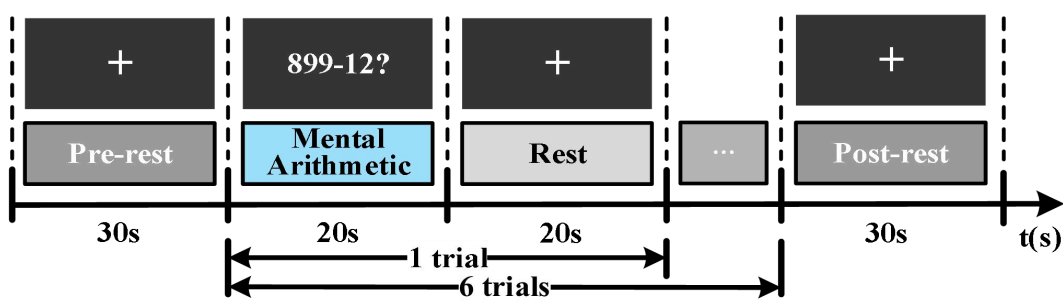 +
899-12?
+
+
Pre-rest
Mental
Arithmetic
Rest
...
Post-rest
30s
20s
20s
30s
t(s)
1 trial
6 trials